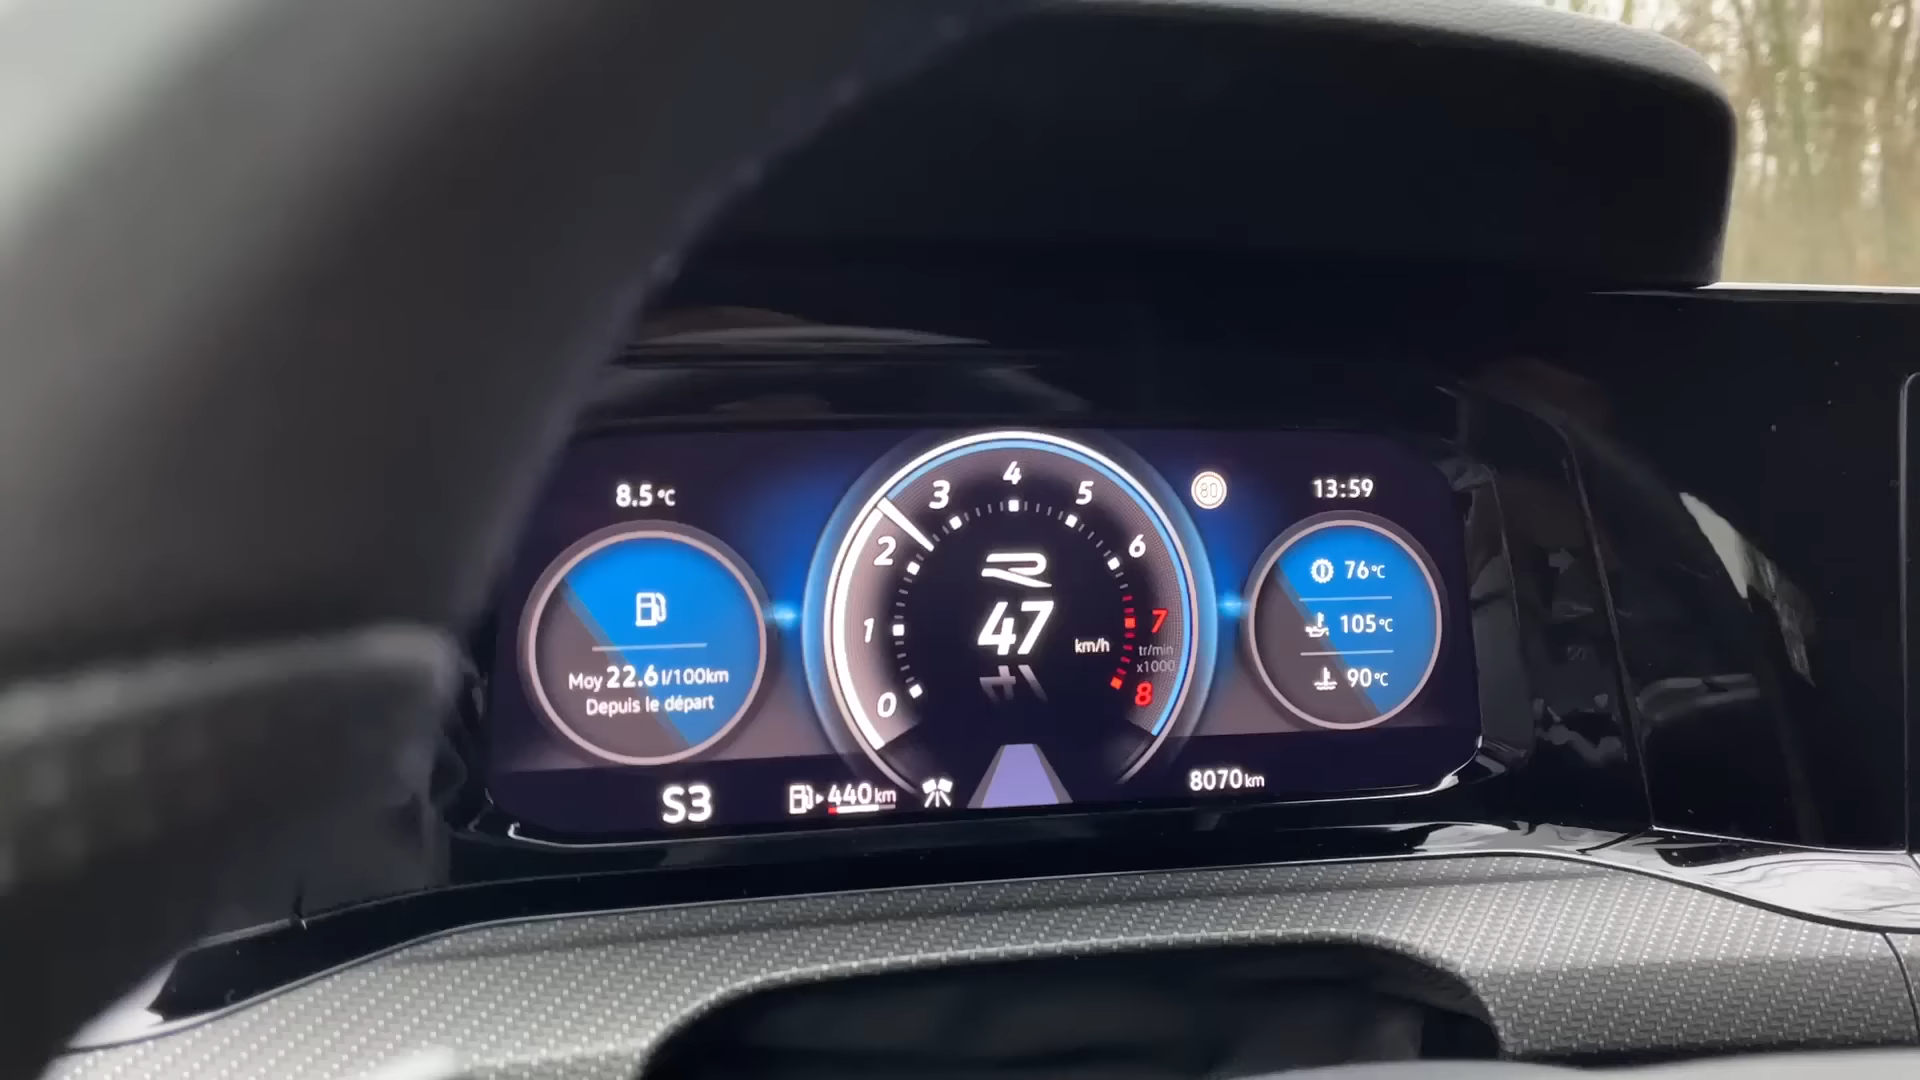 8.5°C
80
13:59
Moy 22.6 l/100km
Depuis le départ
0
1
2
3
4
5
6
7
8
R
47
km/h
tr/min
x1000
76°C
105°C
90°C
S3
440 km
8070 km